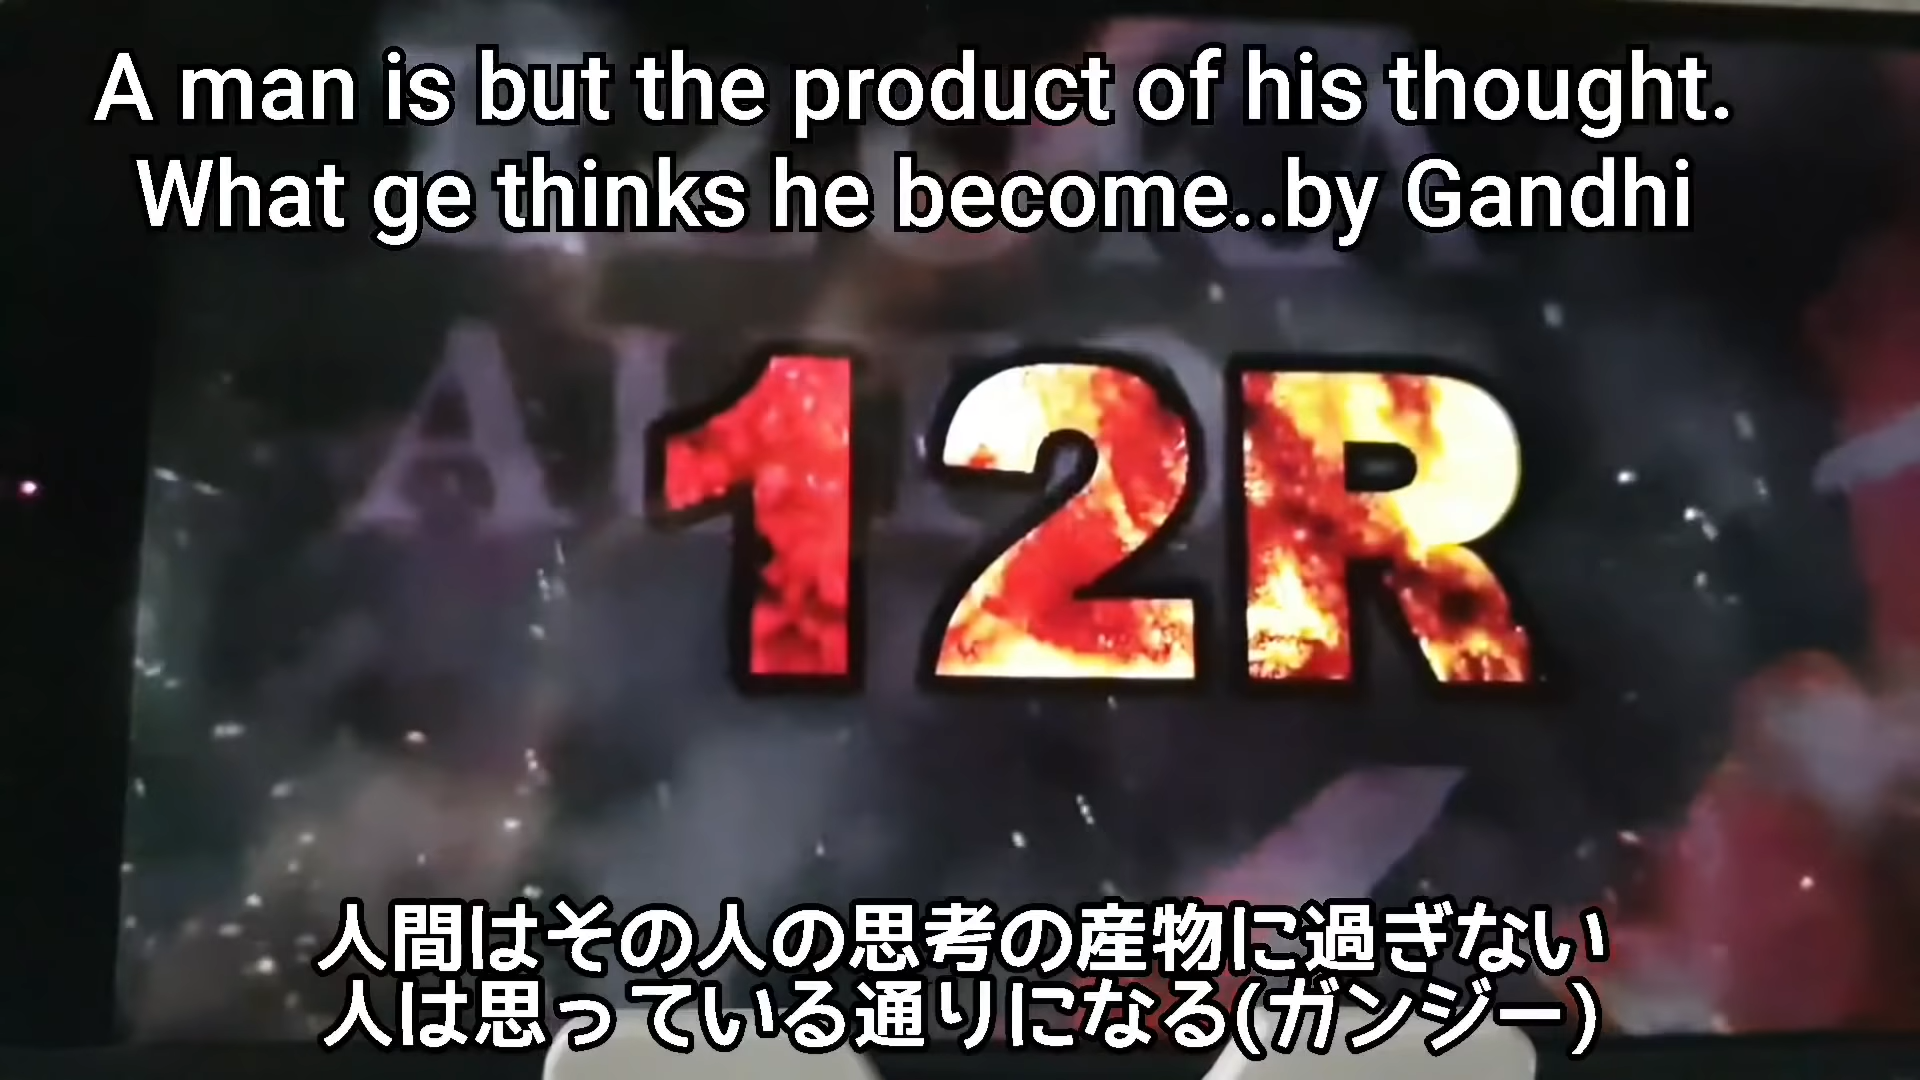 A man is but the product of his thought.
What ge thinks he become..by Gandhi
12R
人間はその人の思考の産物に過ぎない
人は思っている通りになる(ガンジー)